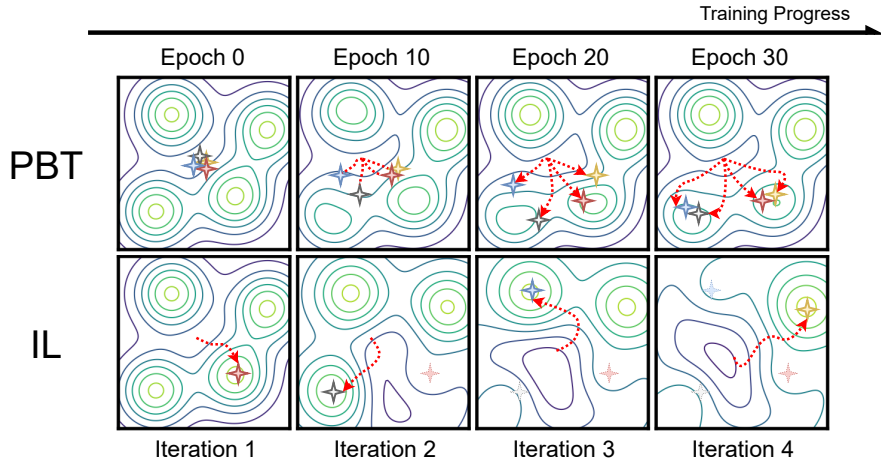 Training Progress
Epoch 0
Epoch 10
Epoch 20
Epoch 30
PBT
IL
Iteration 1
Iteration 2
Iteration 3
Iteration 4